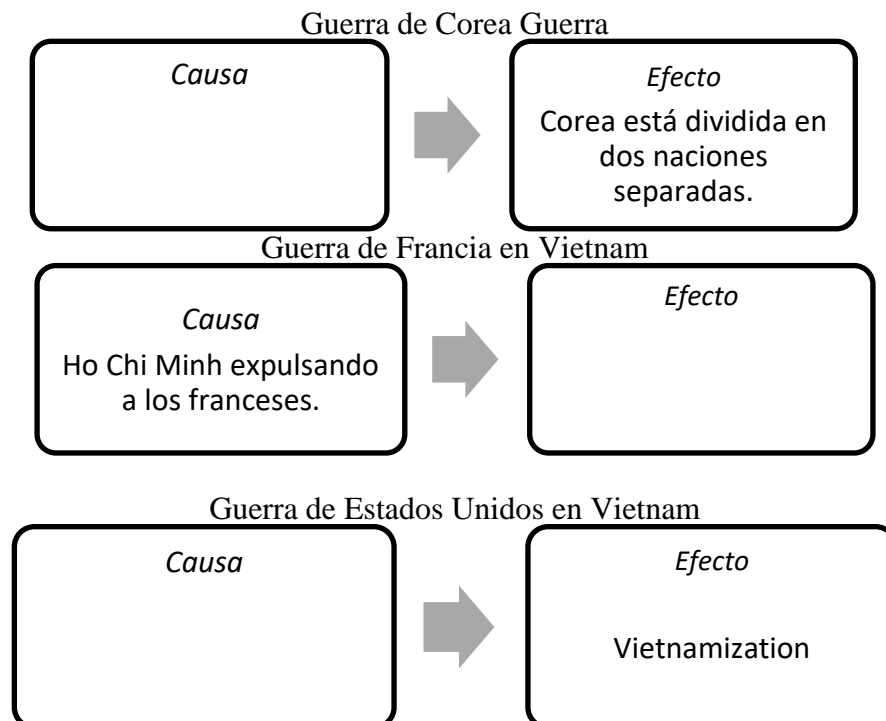 Guerra de Corea Guerra
Causa
Efecto
Corea está dividida en
dos naciones
separadas.
Guerra de Francia en Vietnam
Causa
Ho Chi Minh expulsando
a los franceses.
Efecto
Guerra de Estados Unidos en Vietnam
Causa
Efecto
Vietnamization